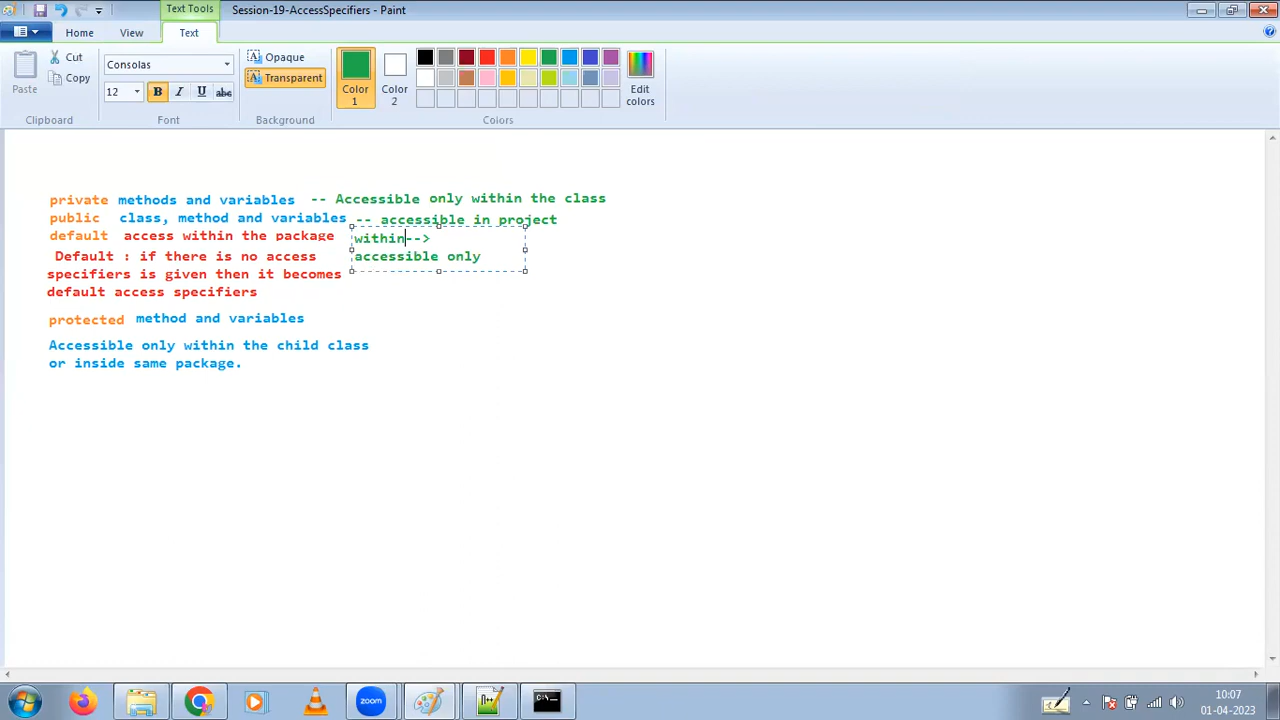 Text Tools
Session-19-AccessSpecifiers - Paint
Home
View
Text
Cut
Copy
Paste
Clipboard
Consolas
12
B
I
U
abc
Font
Opaque
Transparent
Background
Color 1
Color 2
Edit colors
Colors
private methods and variables -- Accessible only within the class
public class, method and variables -- accessible in project
default access within the package within-->
Default : if there is no access accessible only
specifiers is given then it becomes
default access specifiers
protected method and variables
Accessible only within the child class
or inside same package.
zoom
10:07
01-04-2023